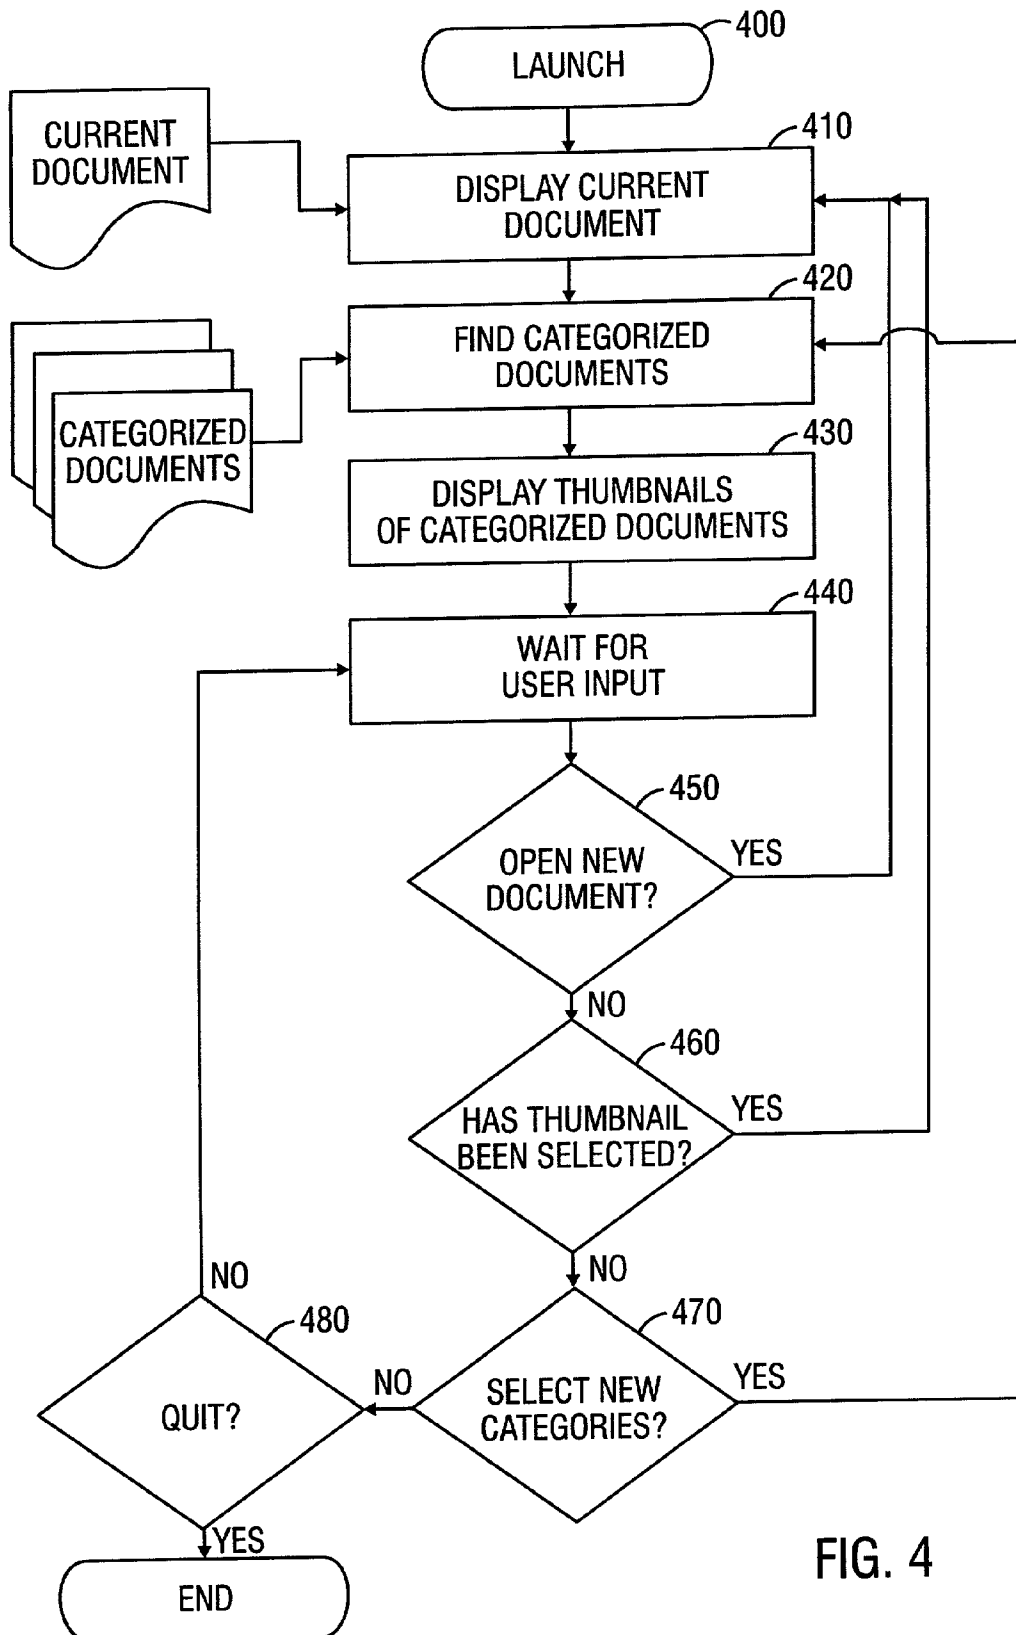 400
LAUNCH
CURRENT
DOCUMENT
410
DISPLAY CURRENT
DOCUMENT
420
FIND CATEGORIZED
DOCUMENTS
CATEGORIZED
DOCUMENTS
430
DISPLAY THUMBNAILS
OF CATEGORIZED DOCUMENTS
440
WAIT FOR
USER INPUT
450
OPEN NEW
DOCUMENT?
YES
NO
460
HAS THUMBNAIL
BEEN SELECTED?
YES
NO
470
SELECT NEW
CATEGORIES?
YES
NO
480
QUIT?
NO
YES
END
FIG. 4